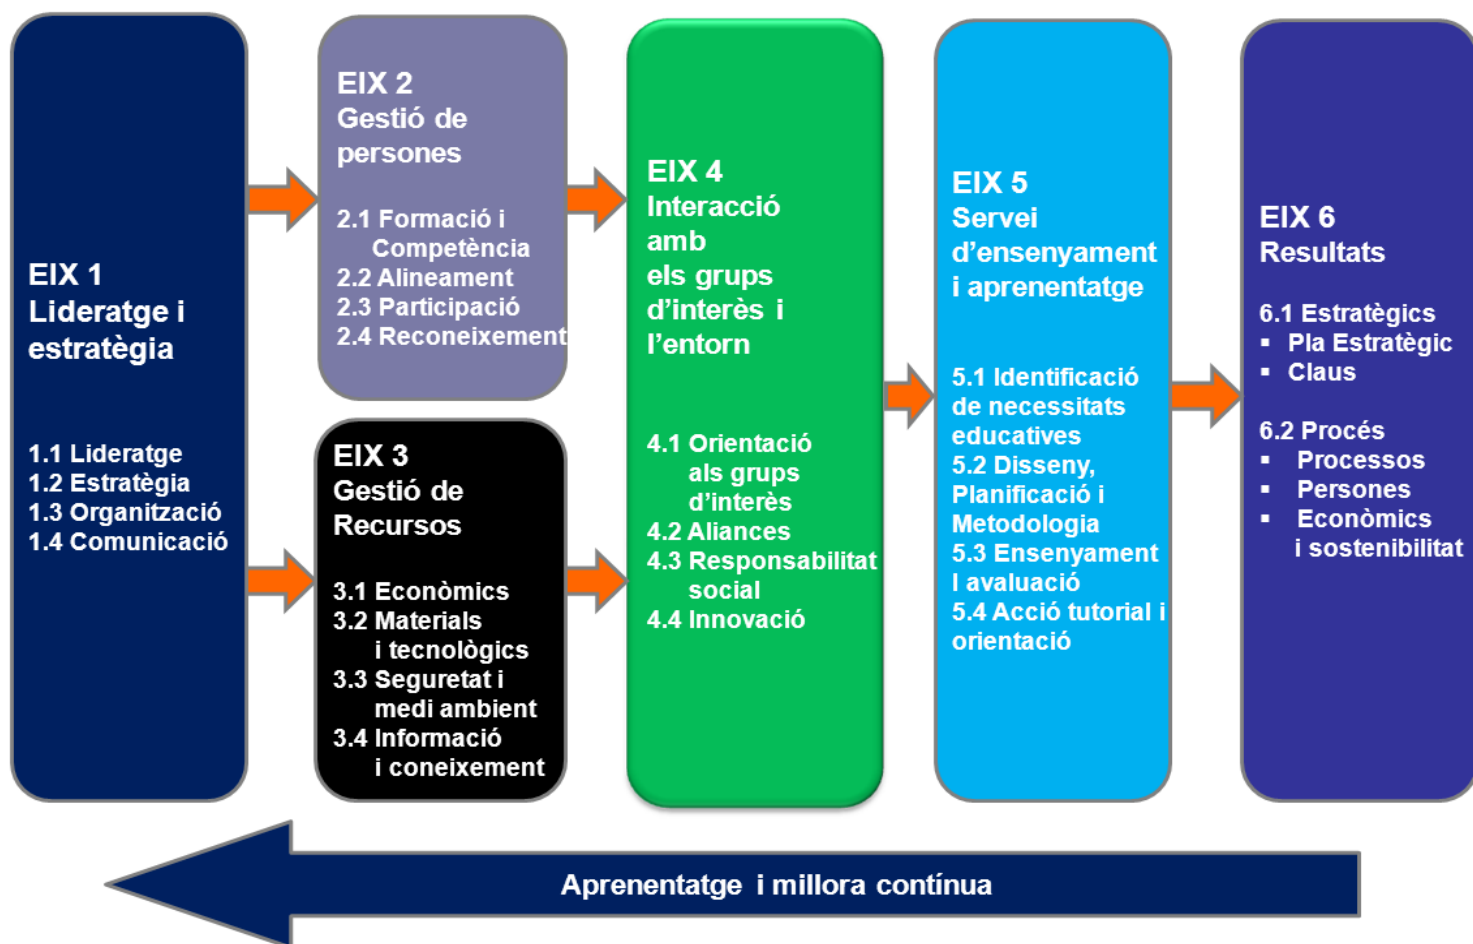 EIX 1
Lideratge i
estratègia
1.1 Lideratge
1.2 Estratègia
1.3 Organització
1.4 Comunicació
EIX 2
Gestió de
persones
2.1 Formació i
Competència
2.2 Alineament
2.3 Participació
2.4 Reconeixement
EIX 3
Gestió de
Recursos
3.1 Econòmics
3.2 Materials
i tecnològics
3.3 Seguretat i
medi ambient
3.4 Informació
i coneixement
EIX 4
Interacció
amb
els grups
d’interès i
l’entorn
4.1 Orientació
als grups
d’interès
4.2 Aliances
4.3 Responsabilitat
social
4.4 Innovació
EIX 5
Servei
d’ensenyament
i aprenentatge
5.1 Identificació
de necessitats
educatives
5.2 Disseny,
Planificació i
Metodologia
5.3 Ensenyament
I avaluació
5.4 Acció tutorial i
orientació
EIX 6
Resultats
6.1 Estratègics
▪ Pla Estratègic
▪ Claus
6.2 Procés
▪ Processos
▪ Persones
▪ Econòmics
i sostenibilitat
Aprenentatge i millora contínua